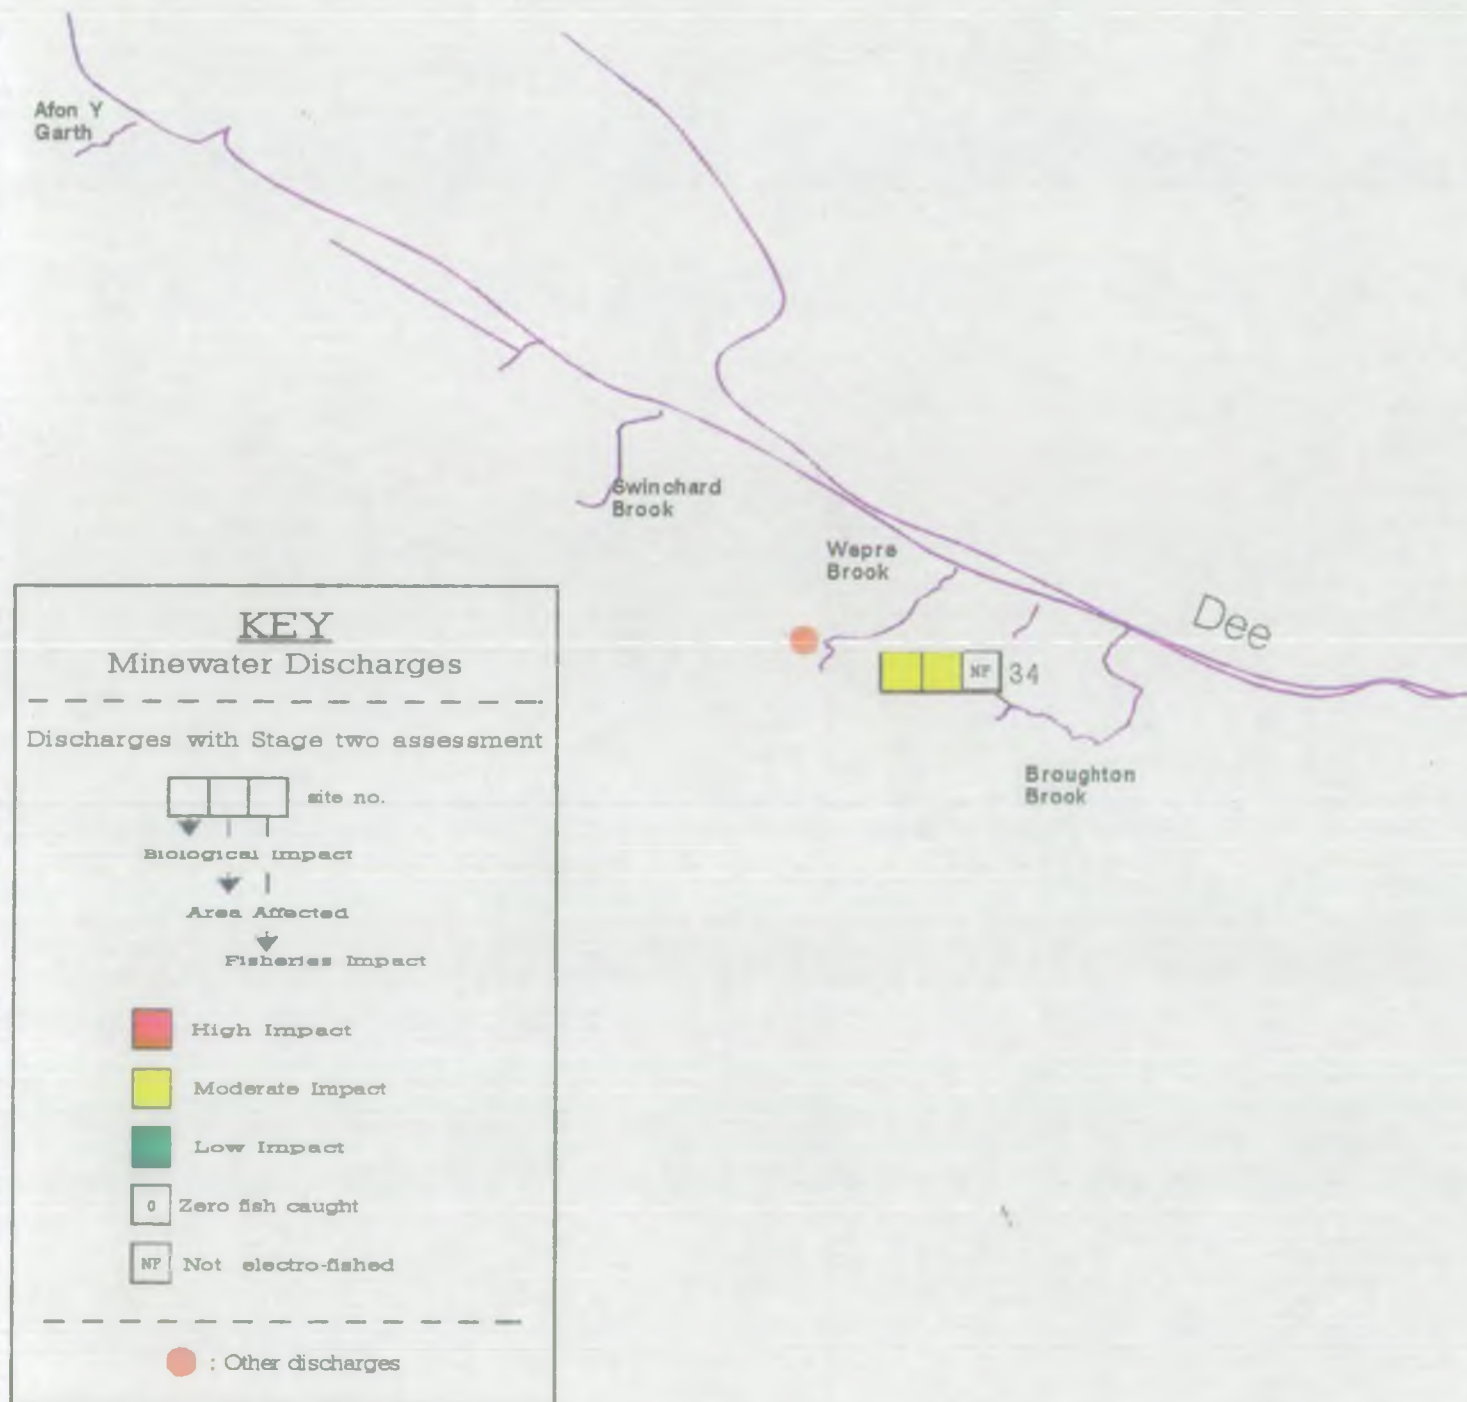 Afon Y
Garth
Swinchard
Brook
Wepre
Brook
Dee
NF 34
Broughton
Brook
KEY
Minewater Discharges
Discharges with Stage two assessment
site no.
Biological Impact
Area Affected
Fisheries Impact
High Impact
Moderate Impact
Low Impact
0 Zero fish caught
NF Not electro-fished
: Other discharges